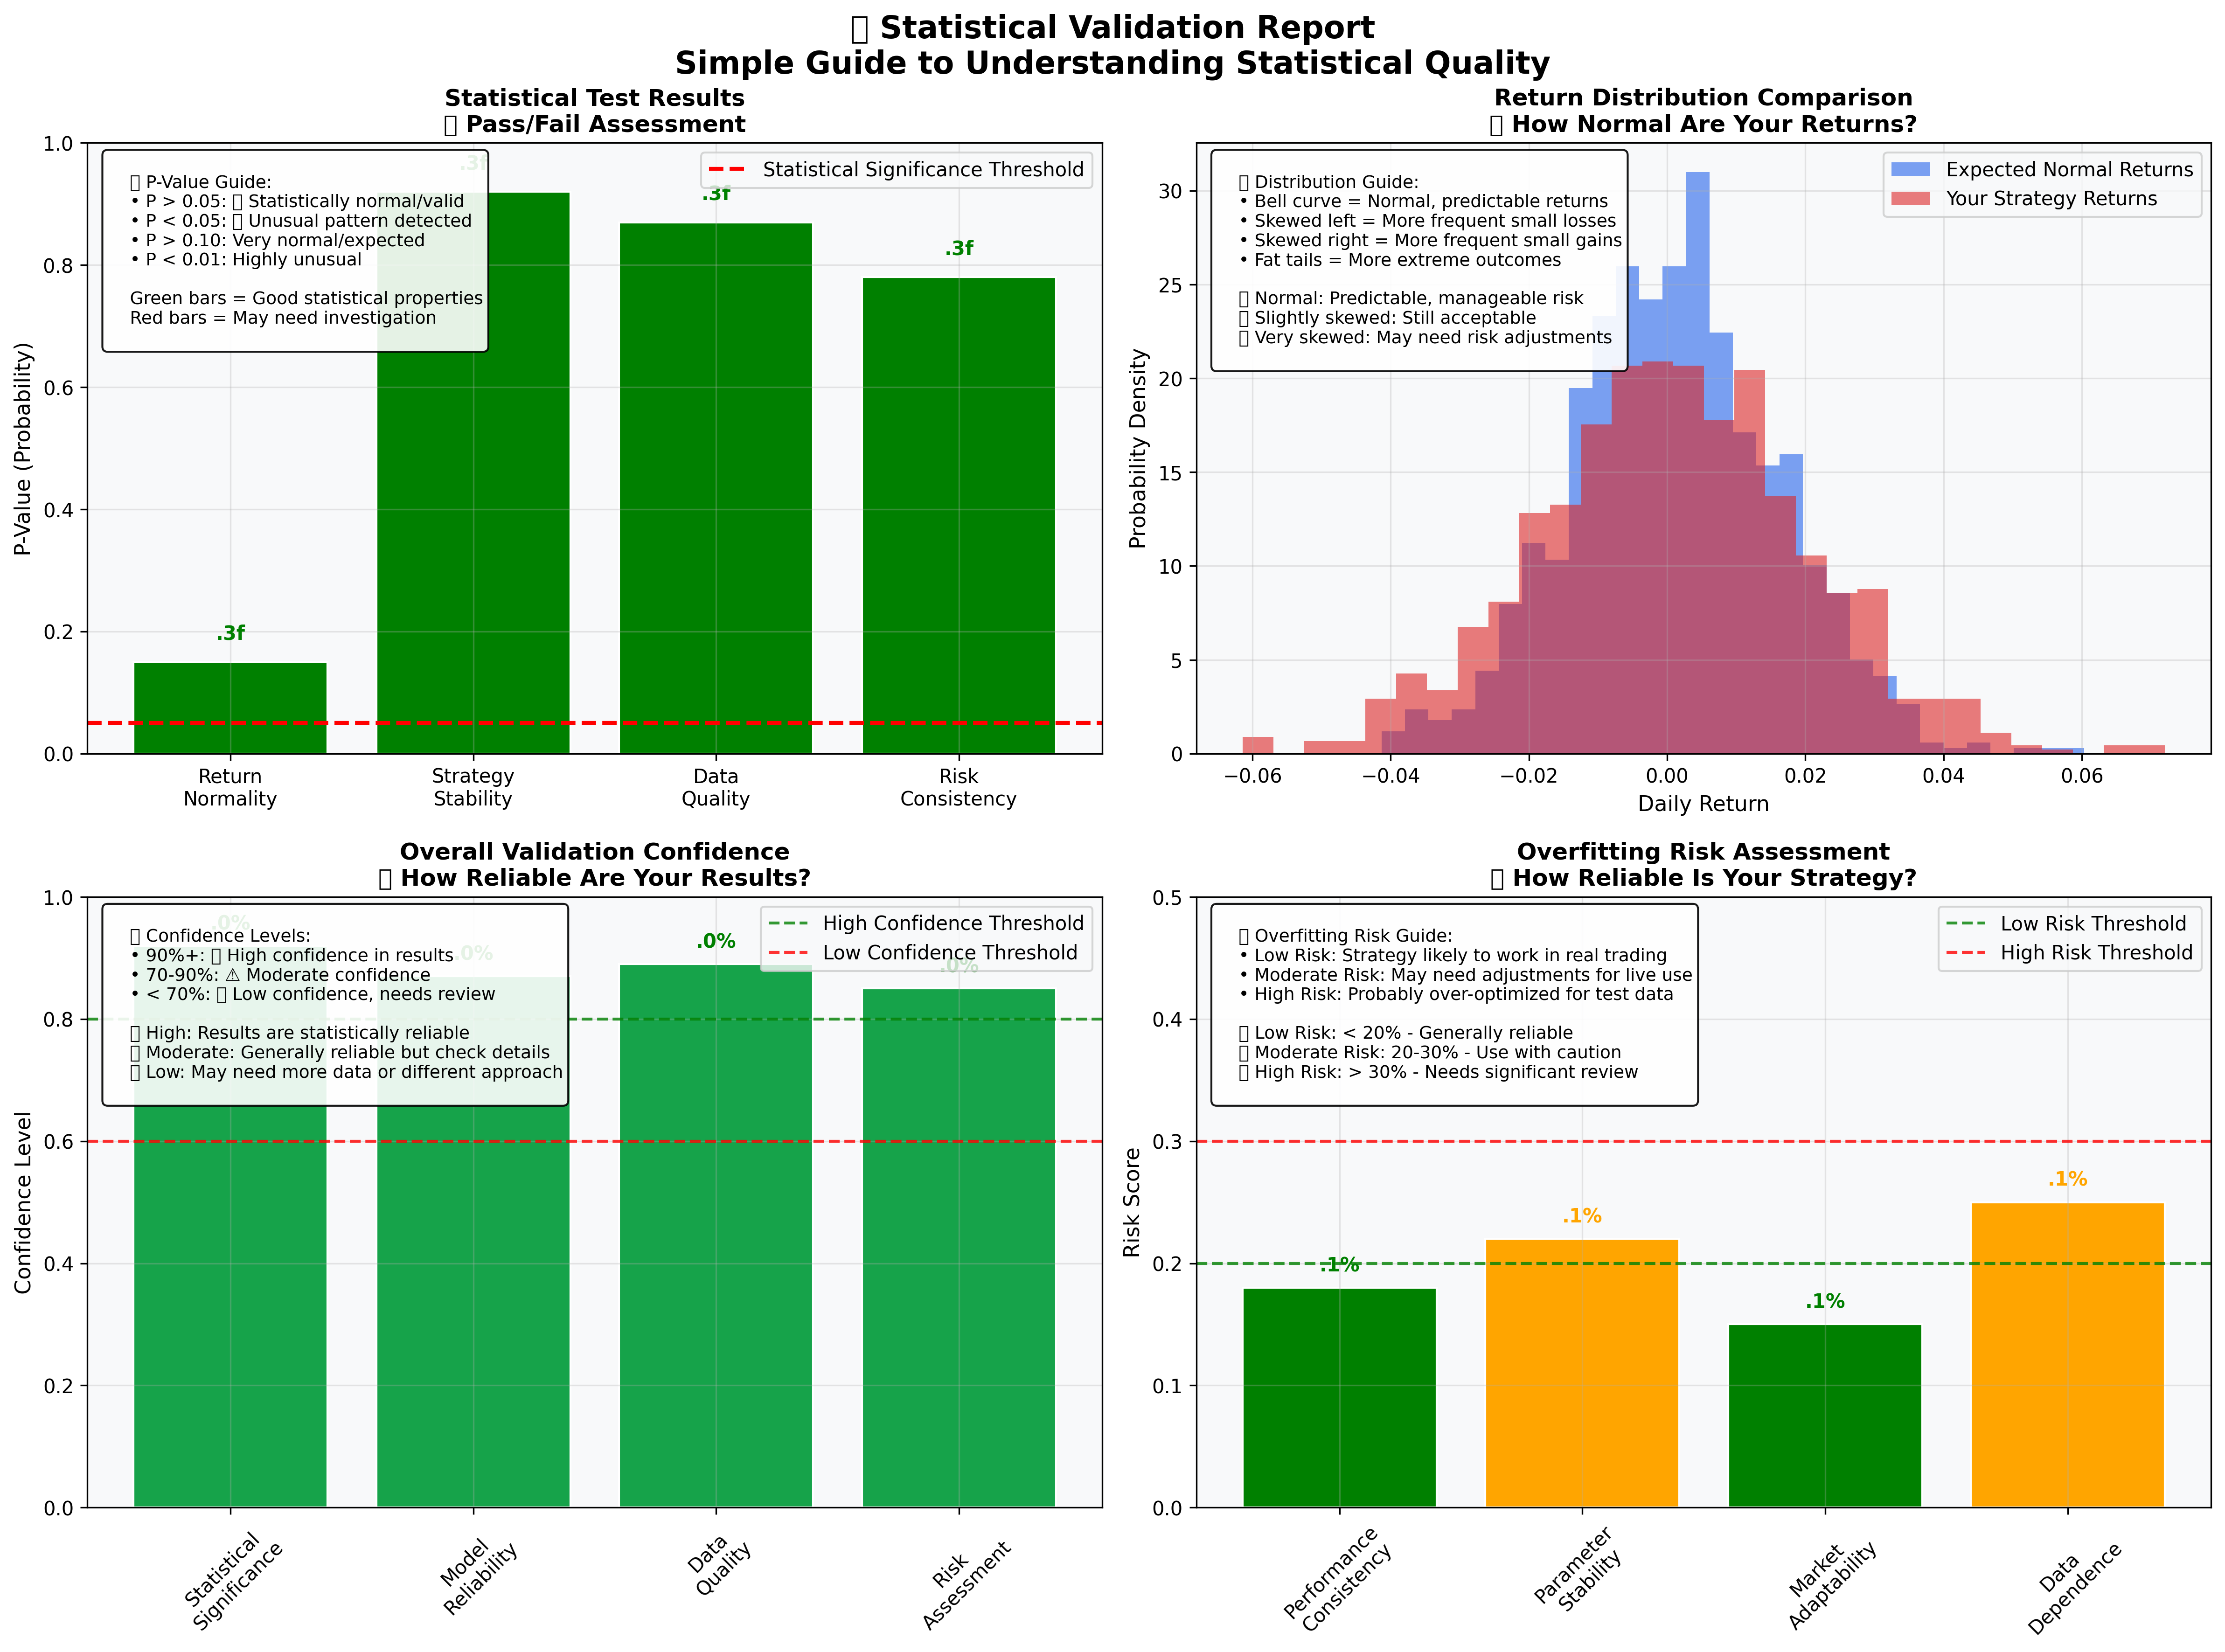 ▯ Statistical Validation Report
Simple Guide to Understanding Statistical Quality
Statistical Test Results
▯ Pass/Fail Assessment
P-Value (Probability)
1.0
0.8
0.6
0.4
0.2
0.0
▯ P-Value Guide:
• P > 0.05: ▯ Statistically normal/valid
• P < 0.05: ▯ Unusual pattern detected
• P > 0.10: Very normal/expected
• P < 0.01: Highly unusual
Green bars = Good statistical properties
Red bars = May need investigation
Statistical Significance Threshold
.3f
.3f
.3f
.3f
Return
Normality
Strategy
Stability
Data
Quality
Risk
Consistency
Return Distribution Comparison
▯ How Normal Are Your Returns?
Probability Density
30
25
20
15
10
5
0
▯ Distribution Guide:
• Bell curve = Normal, predictable returns
• Skewed left = More frequent small losses
• Skewed right = More frequent small gains
• Fat tails = More extreme outcomes
▯ Normal: Predictable, manageable risk
▯ Slightly skewed: Still acceptable
▯ Very skewed: May need risk adjustments
Expected Normal Returns
Your Strategy Returns
−0.06
−0.04
−0.02
0.00
0.02
0.04
0.06
Daily Return
Overall Validation Confidence
▯ How Reliable Are Your Results?
Confidence Level
1.0
0.8
0.6
0.4
0.2
0.0
▯ Confidence Levels:
• 90%+: ▯ High confidence in results
• 70-90%: ⚠ Moderate confidence
• < 70%: ▯ Low confidence, needs review
▯ High: Results are statistically reliable
▯ Moderate: Generally reliable but check details
▯ Low: May need more data or different approach
High Confidence Threshold
Low Confidence Threshold
.0%
.0%
.0%
.0%
Statistical
Significance
Model
Reliability
Data
Quality
Risk
Assessment
Overfitting Risk Assessment
▯ How Reliable Is Your Strategy?
Risk Score
0.5
0.4
0.3
0.2
0.1
0.0
▯ Overfitting Risk Guide:
• Low Risk: Strategy likely to work in real trading
• Moderate Risk: May need adjustments for live use
• High Risk: Probably over-optimized for test data
▯ Low Risk: < 20% - Generally reliable
▯ Moderate Risk: 20-30% - Use with caution
▯ High Risk: > 30% - Needs significant review
Low Risk Threshold
High Risk Threshold
.1%
.1%
.1%
.1%
Performance
Consistency
Parameter
Stability
Market
Adaptability
Data
Dependence